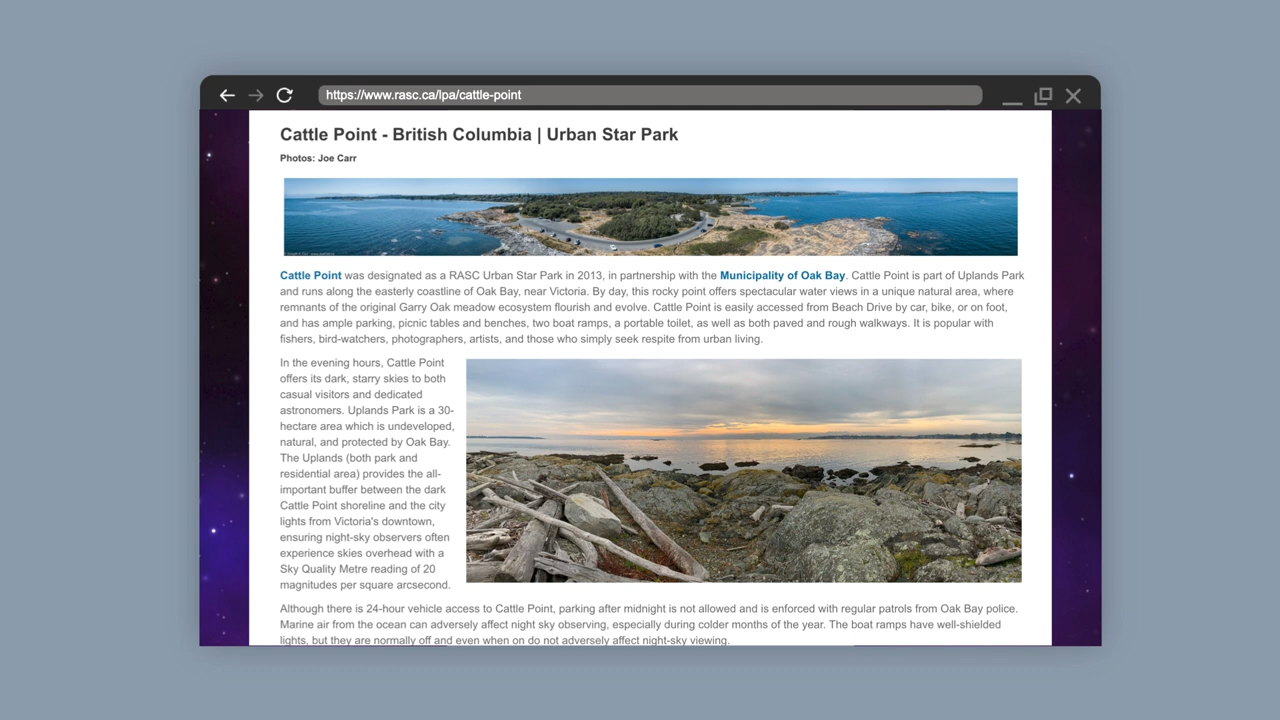 https://www.rasc.ca/lpa/cattle-point
Cattle Point - British Columbia | Urban Star Park
Photos: Joe Carr
Cattle Point was designated as a RASC Urban Star Park in 2013, in partnership with the Municipality of Oak Bay. Cattle Point is part of Uplands Park
and runs along the easterly coastline of Oak Bay, near Victoria. By day, this rocky point offers spectacular water views in a unique natural area, where
remnants of the original Garry Oak meadow ecosystem flourish and evolve. Cattle Point is easily accessed from Beach Drive by car, bike, or on foot,
and has ample parking, picnic tables and benches, two boat ramps, a portable toilet, as well as both paved and rough walkways. It is popular with
fishers, bird-watchers, photographers, artists, and those who simply seek respite from urban living.
In the evening hours, Cattle Point
offers its dark, starry skies to both
casual visitors and dedicated
astronomers. Uplands Park is a 30-
hectare area which is undeveloped,
natural, and protected by Oak Bay.
The Uplands (both park and
residential area) provides the all-
important buffer between the dark
Cattle Point shoreline and the city
lights from Victoria's downtown,
ensuring night-sky observers often
experience skies overhead with a
Sky Quality Metre reading of 20
magnitudes per square arcsecond.
Although there is 24-hour vehicle access to Cattle Point, parking after midnight is not allowed and is enforced with regular patrols from Oak Bay police.
Marine air from the ocean can adversely affect night sky observing, especially during colder months of the year. The boat ramps have well-shielded
lights, but they are normally off and even when on do not adversely affect night-sky viewing.